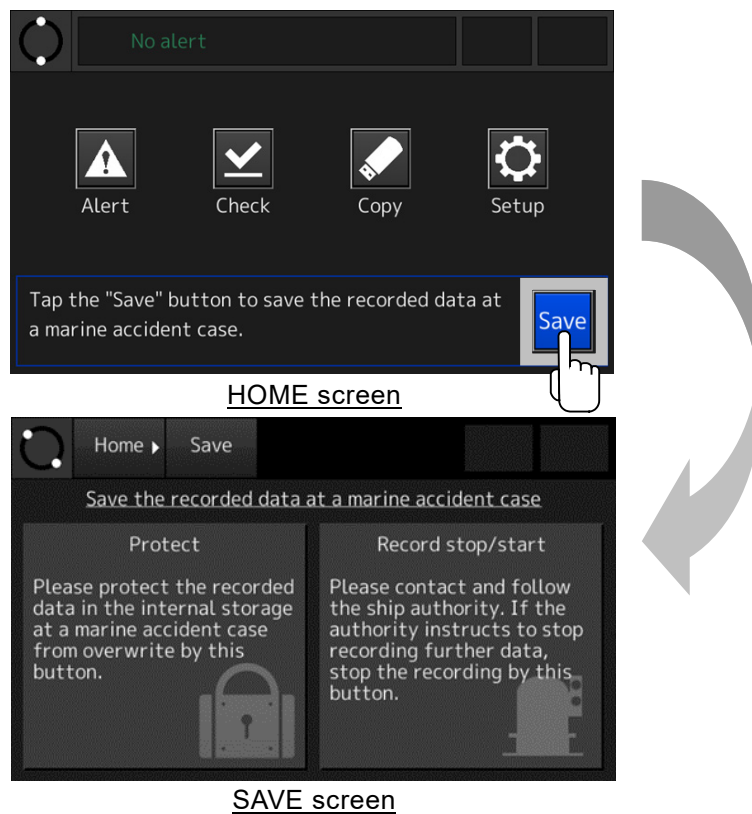 No alert
Alert Check Copy Setup
Tap the "Save" button to save the recorded data at
a marine accident case.
Save
HOME screen
Home Save
Save the recorded data at a marine accident case
Protect
Please protect the recorded
data in the internal storage
at a marine accident case
from overwrite by this
button.
Record stop/start
Please contact and follow
the ship authority. If the
authority instructs to stop
recording further data,
stop the recording by this
button.
SAVE screen